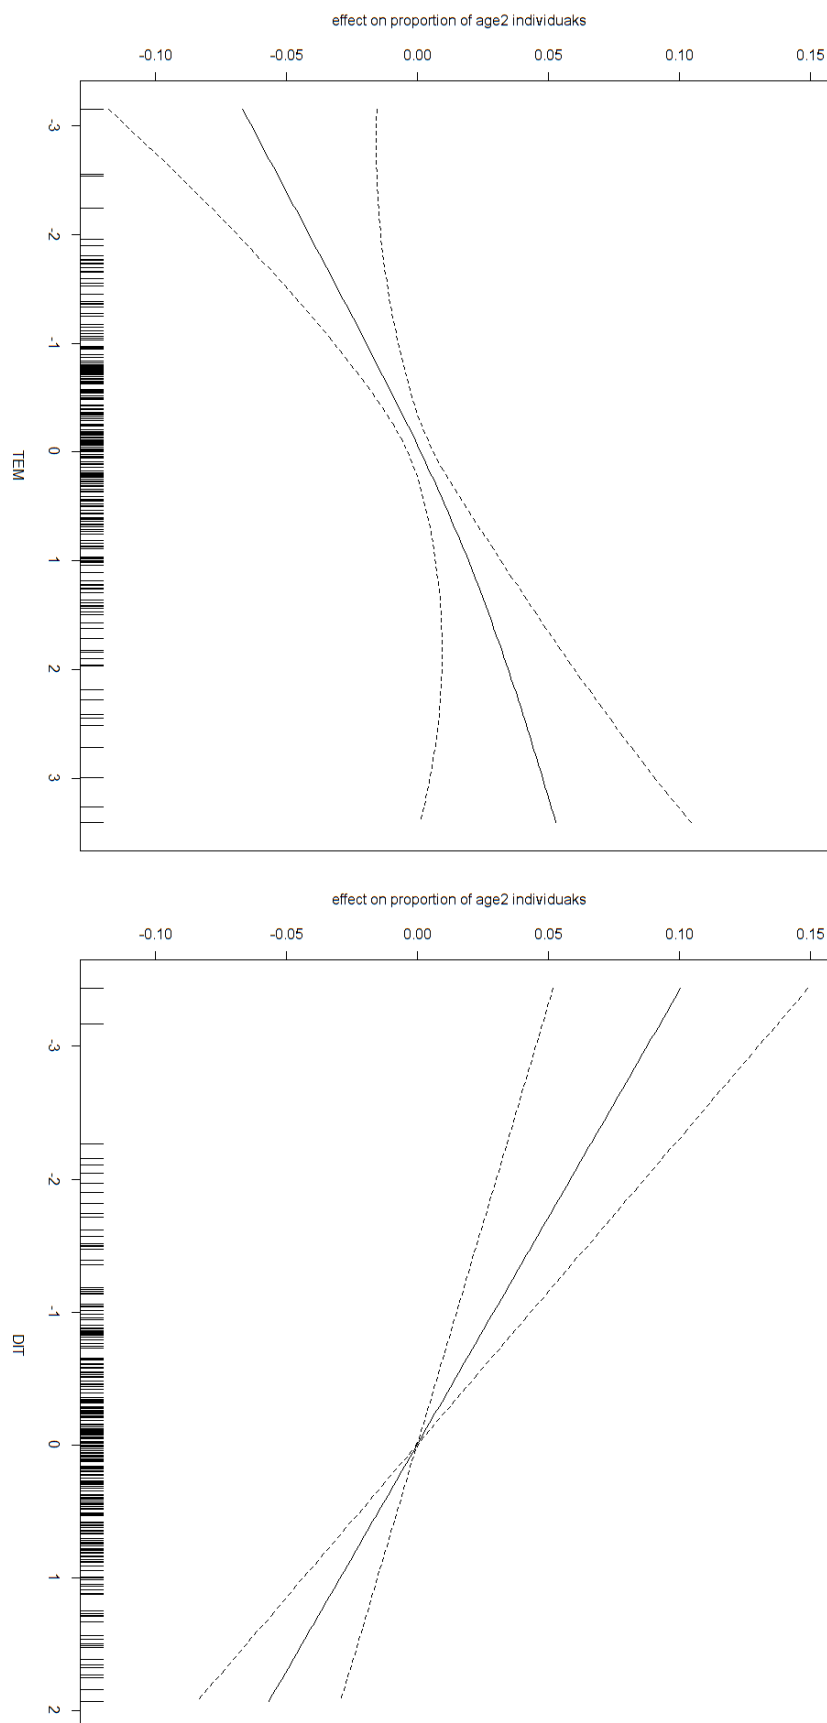 effect on proportion of age2 individuaks
-0.10 -0.05 0.00 0.05 0.10 0.15
-3
-2
-1
0
1
2
3
TEM
effect on proportion of age2 individuaks
-0.10 -0.05 0.00 0.05 0.10 0.15
-3
-2
-1
0
1
2
DIT